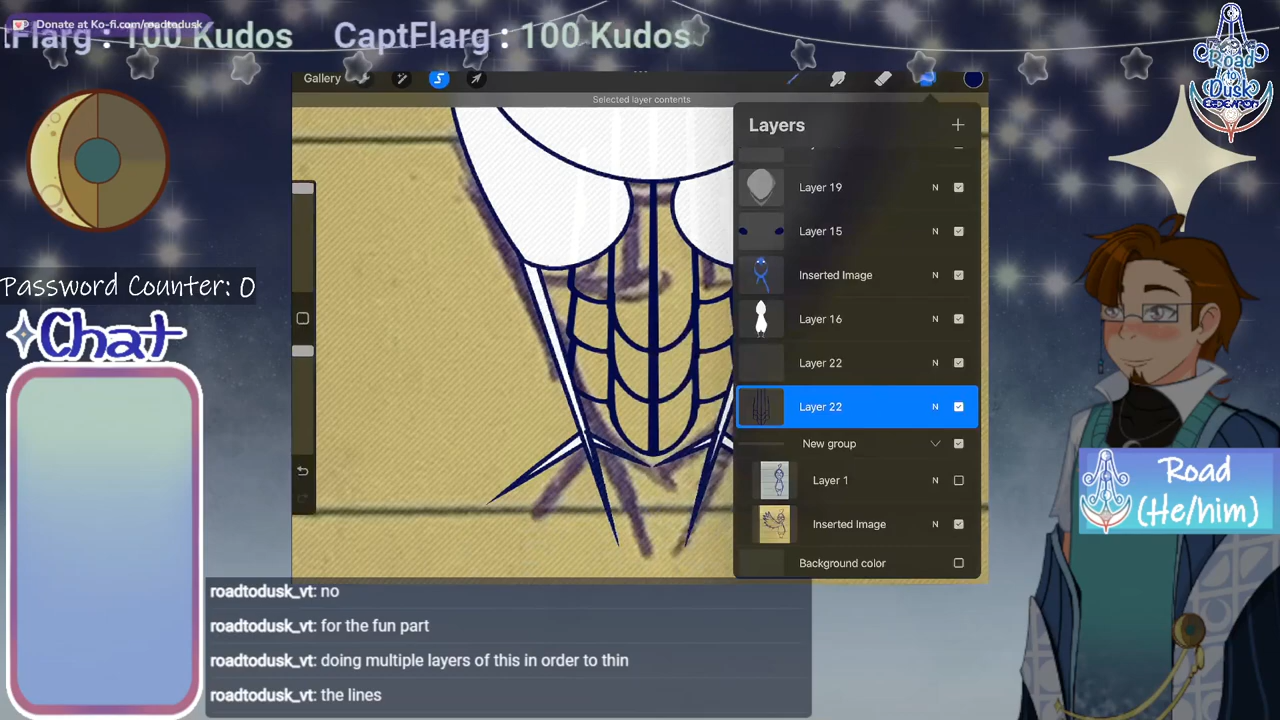 Donate at Ko-fi.com/roadtodusk
Flarg : 100 Kudos CaptFlarg : 100 Kudos
Road
to
Dusk
Gallery
Selected layer contents
Layers
Layer 19 N
Layer 15 N
Inserted Image N
Layer 16 N
Layer 22 N
Layer 22 N
New group
Layer 1 N
Inserted Image N
Background color
Password Counter: 0
Chat
Road
(He/him)
roadtodusk_vt: no
roadtodusk_vt: for the fun part
roadtodusk_vt: doing multiple layers of this in order to thin
roadtodusk_vt: the lines